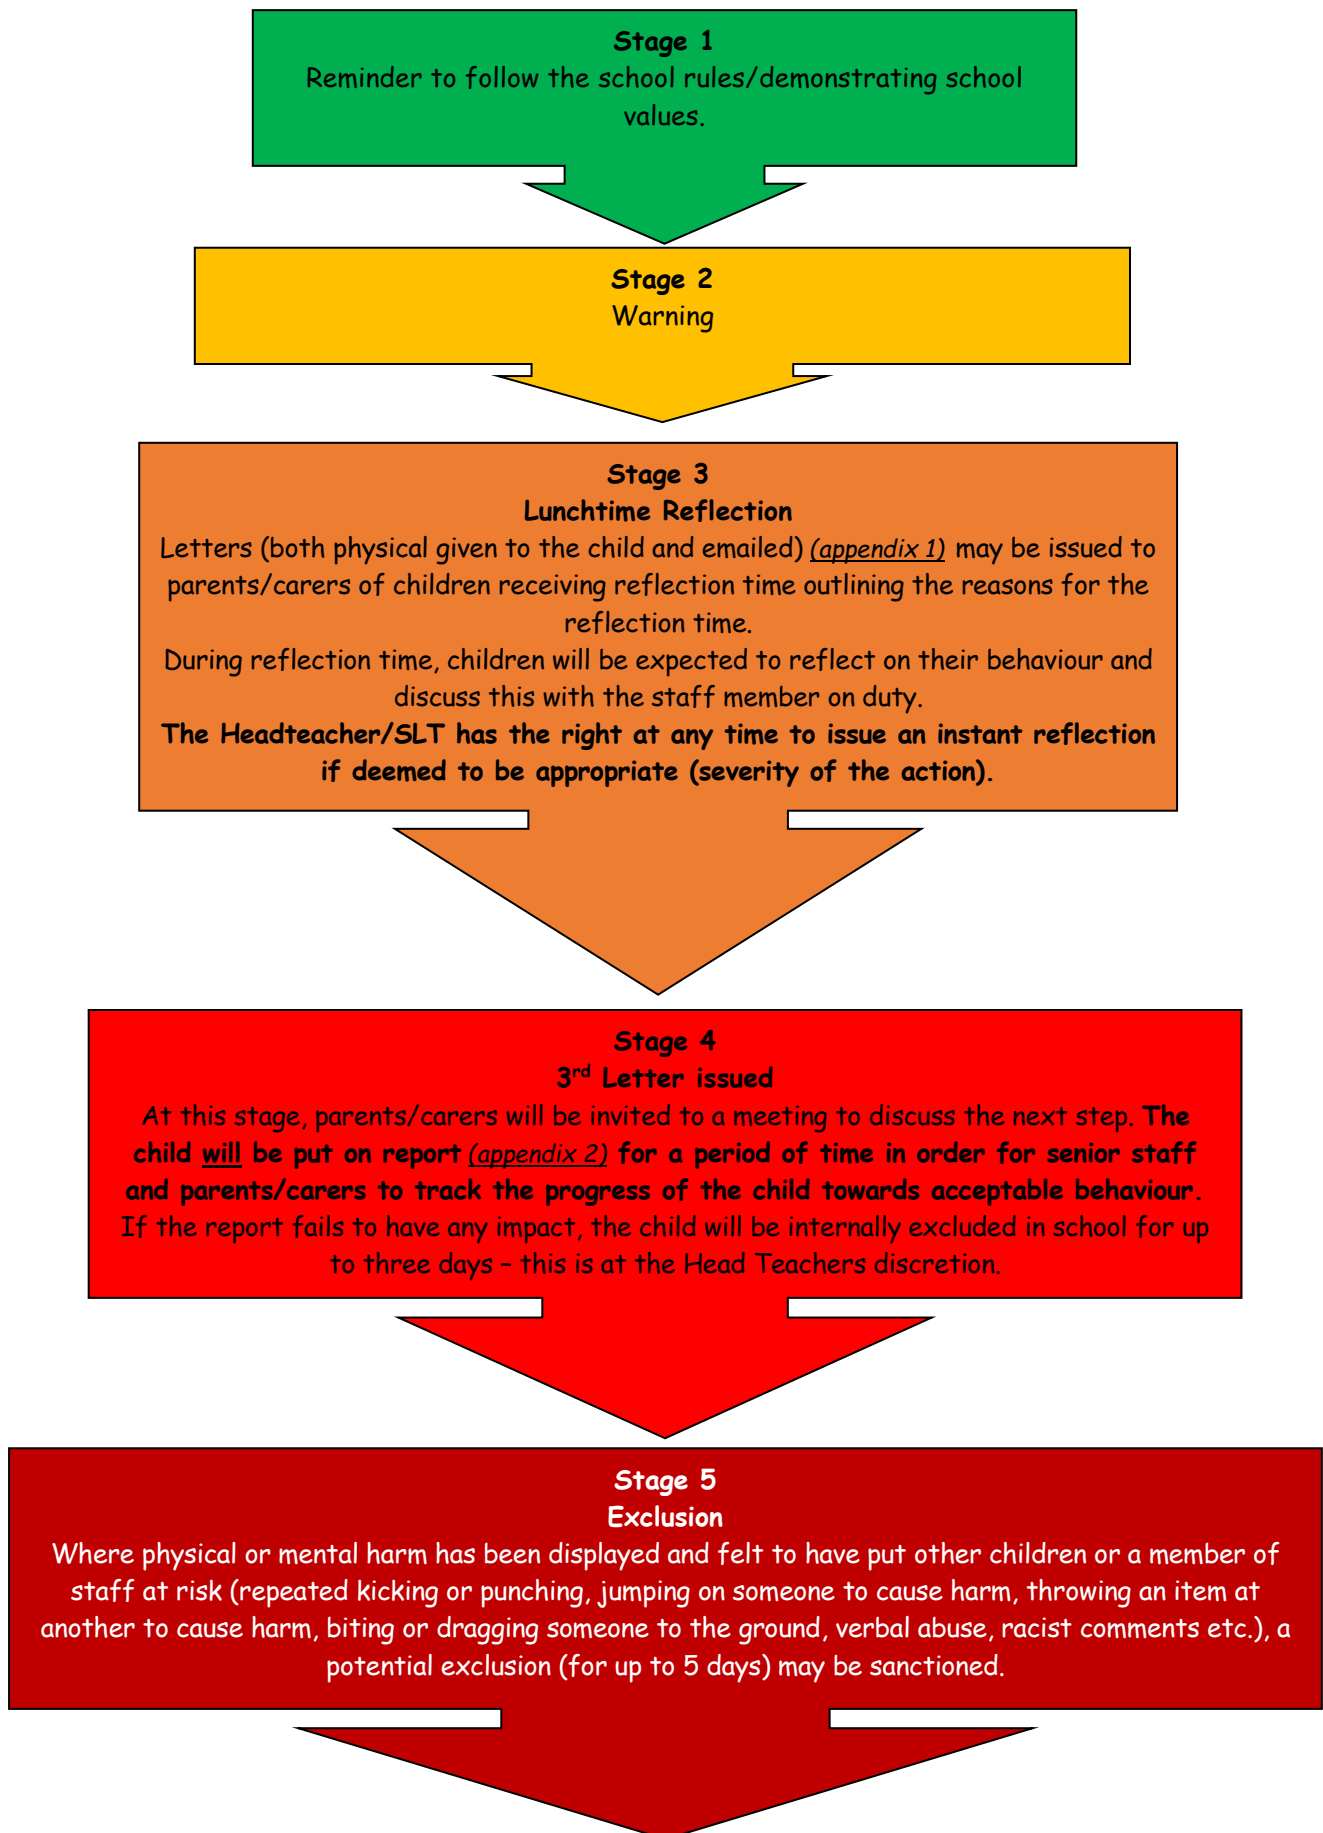 Stage 1
Reminder to follow the school rules/demonstrating school
values.
Stage 2
Warning
Stage 3
Lunchtime Reflection
Letters (both physical given to the child and emailed) (appendix 1) may be issued to
parents/carers of children receiving reflection time outlining the reasons for the
reflection time.
During reflection time, children will be expected to reflect on their behaviour and
discuss this with the staff member on duty.
The Headteacher/SLT has the right at any time to issue an instant reflection
if deemed to be appropriate (severity of the action).
Stage 4
3rd Letter issued
At this stage, parents/carers will be invited to a meeting to discuss the next step. The
child will be put on report (appendix 2) for a period of time in order for senior staff
and parents/carers to track the progress of the child towards acceptable behaviour.
If the report fails to have any impact, the child will be internally excluded in school for up
to three days – this is at the Head Teachers discretion.
Stage 5
Exclusion
Where physical or mental harm has been displayed and felt to have put other children or a member of
staff at risk (repeated kicking or punching, jumping on someone to cause harm, throwing an item at
another to cause harm, biting or dragging someone to the ground, verbal abuse, racist comments etc.), a
potential exclusion (for up to 5 days) may be sanctioned.